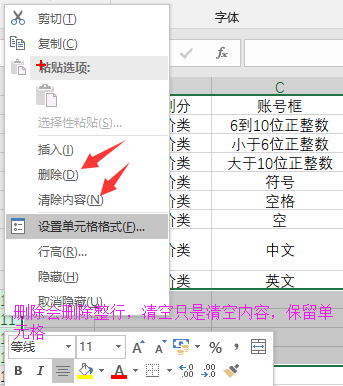 剪切(T)
字体
复制(C)
粘贴选项:
fx
选择性粘贴(S)...
C
划分
账号框
插入(I)
价类
6到10位正整数
删除(D)
价类
小于6位正整数
清除内容(N)
价类
大于10位正整数
价类
符号
设置单元格格式(F)...
价类
空格
价类
空
行高(R)...
价类
中文
隐藏(H)
价类
英文
取消隐藏(U)
删除会删除整行，清空只是清空内容，保留单
元格
11
等线
11
A A
%
,
B I
A
.00